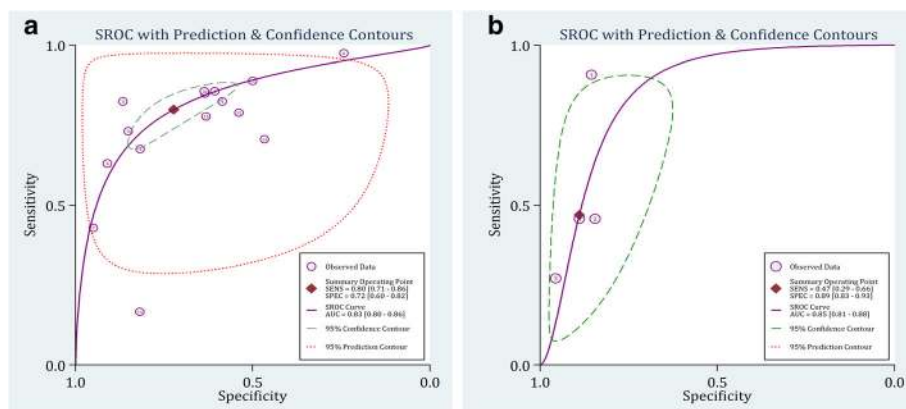 a
SROC with Prediction & Confidence Contours
1.0
0.5
0.0
Sensitivity
1.0
0.5
0.0
Specificity
Observed Data
Summary Operating Point
SENS = 0.80 [0.71 - 0.86]
SPEC = 0.72 [0.60 - 0.82]
SROC Curve
AUC = 0.83 [0.80 - 0.86]
95% Confidence Contour
95% Prediction Contour
b
SROC with Prediction & Confidence Contours
1.0
0.5
0.0
Sensitivity
1.0
0.5
0.0
Specificity
Observed Data
Summary Operating Point
SENS = 0.47 [0.29 - 0.66]
SPEC = 0.89 [0.83 - 0.93]
SROC Curve
AUC = 0.85 [0.81 - 0.88]
95% Confidence Contour
95% Prediction Contour